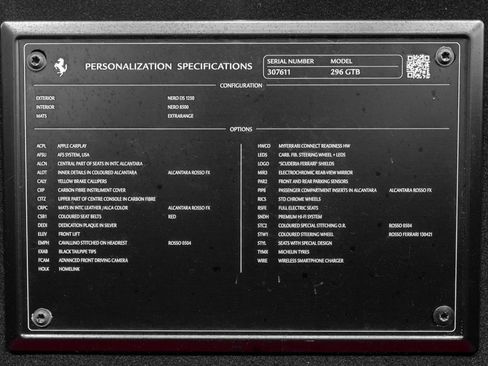 PERSONALIZATION SPECIFICATIONS
SERIAL NUMBER MODEL
307611 296 GTB
CONFIGURATION
EXTERIOR NERO DS 1250
INTERIOR NERO 8500
MATS EXTRARANGE
OPTIONS
ACPL APPLE CARPLAY
AFSU AFS SYSTEM, USA
ALCN CENTRAL PART OF SEATS IN INTC ALCANTARA
ALDT INNER DETAILS IN COLOURED ALCANTARA ALCANTARA ROSSO FX
CALY YELLOW BRAKE CALLIPERS
CFIP CARBON FIBRE INSTRUMENT COVER
CITZ UPPER PART OF CENTRE CONSOLE IN CARBON FIBRE
CRPC MATS IN INTC LEATHER /ALCA COLOR ALCANTARA ROSSO FX
CSB1 COLOURED SEAT BELTS RED
DEDI DEDICATION PLAQUE IN SILVER
ELEV FRONT LIFT
EMPH CAVALLINO STITCHED ON HEADREST ROSSO 0504
EXAB BLACK TAILPIPE TIPS
FCAM ADVANCED FRONT DRIVING CAMERA
HOLK HOMELINK
HWCO MYFERRARI CONNECT READINESS HW
LEDS CARB. FIB. STEERING WHEEL + LEDS
LOGO "SCUDERIA FERRARI" SHIELDS
MIR3 ELECTROCHROMIC REAR-VIEW MIRROR
PAR2 FRONT AND REAR PARKING SENSORS
PIPE PASSENGER COMPARTMENT INSERTS IN ALCANTARA ALCANTARA ROSSO FX
RICS STD CHROME WHEELS
RSFE FULL ELECTRIC SEATS
SNDH PREMIUM HI-FI SYSTEM
STC2 COLOURED SPECIAL STITCHING O.R. ROSSO 0504
STW1 COLOURED STEERING WHEEL ROSSO FERRARI 130421
STYL SEATS WITH SPECIAL DESIGN
TYMX MICHELIN TYRES
WIRE WIRELESS SMARTPHONE CHARGER